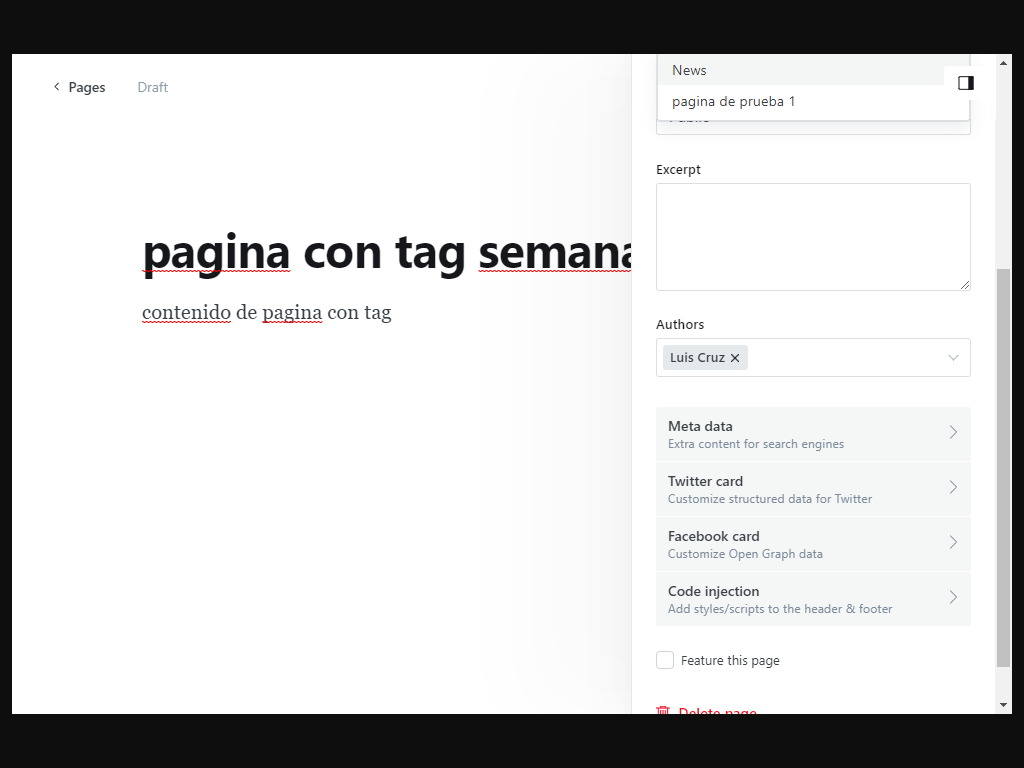 Pages
Draft
pagina con tag semana
contenido de pagina con tag
News
pagina de prueba 1
Excerpt
Authors
Luis Cruz
Meta data
Extra content for search engines
Twitter card
Customize structured data for Twitter
Facebook card
Customize Open Graph data
Code injection
Add styles/scripts to the header & footer
Feature this page
Delete page